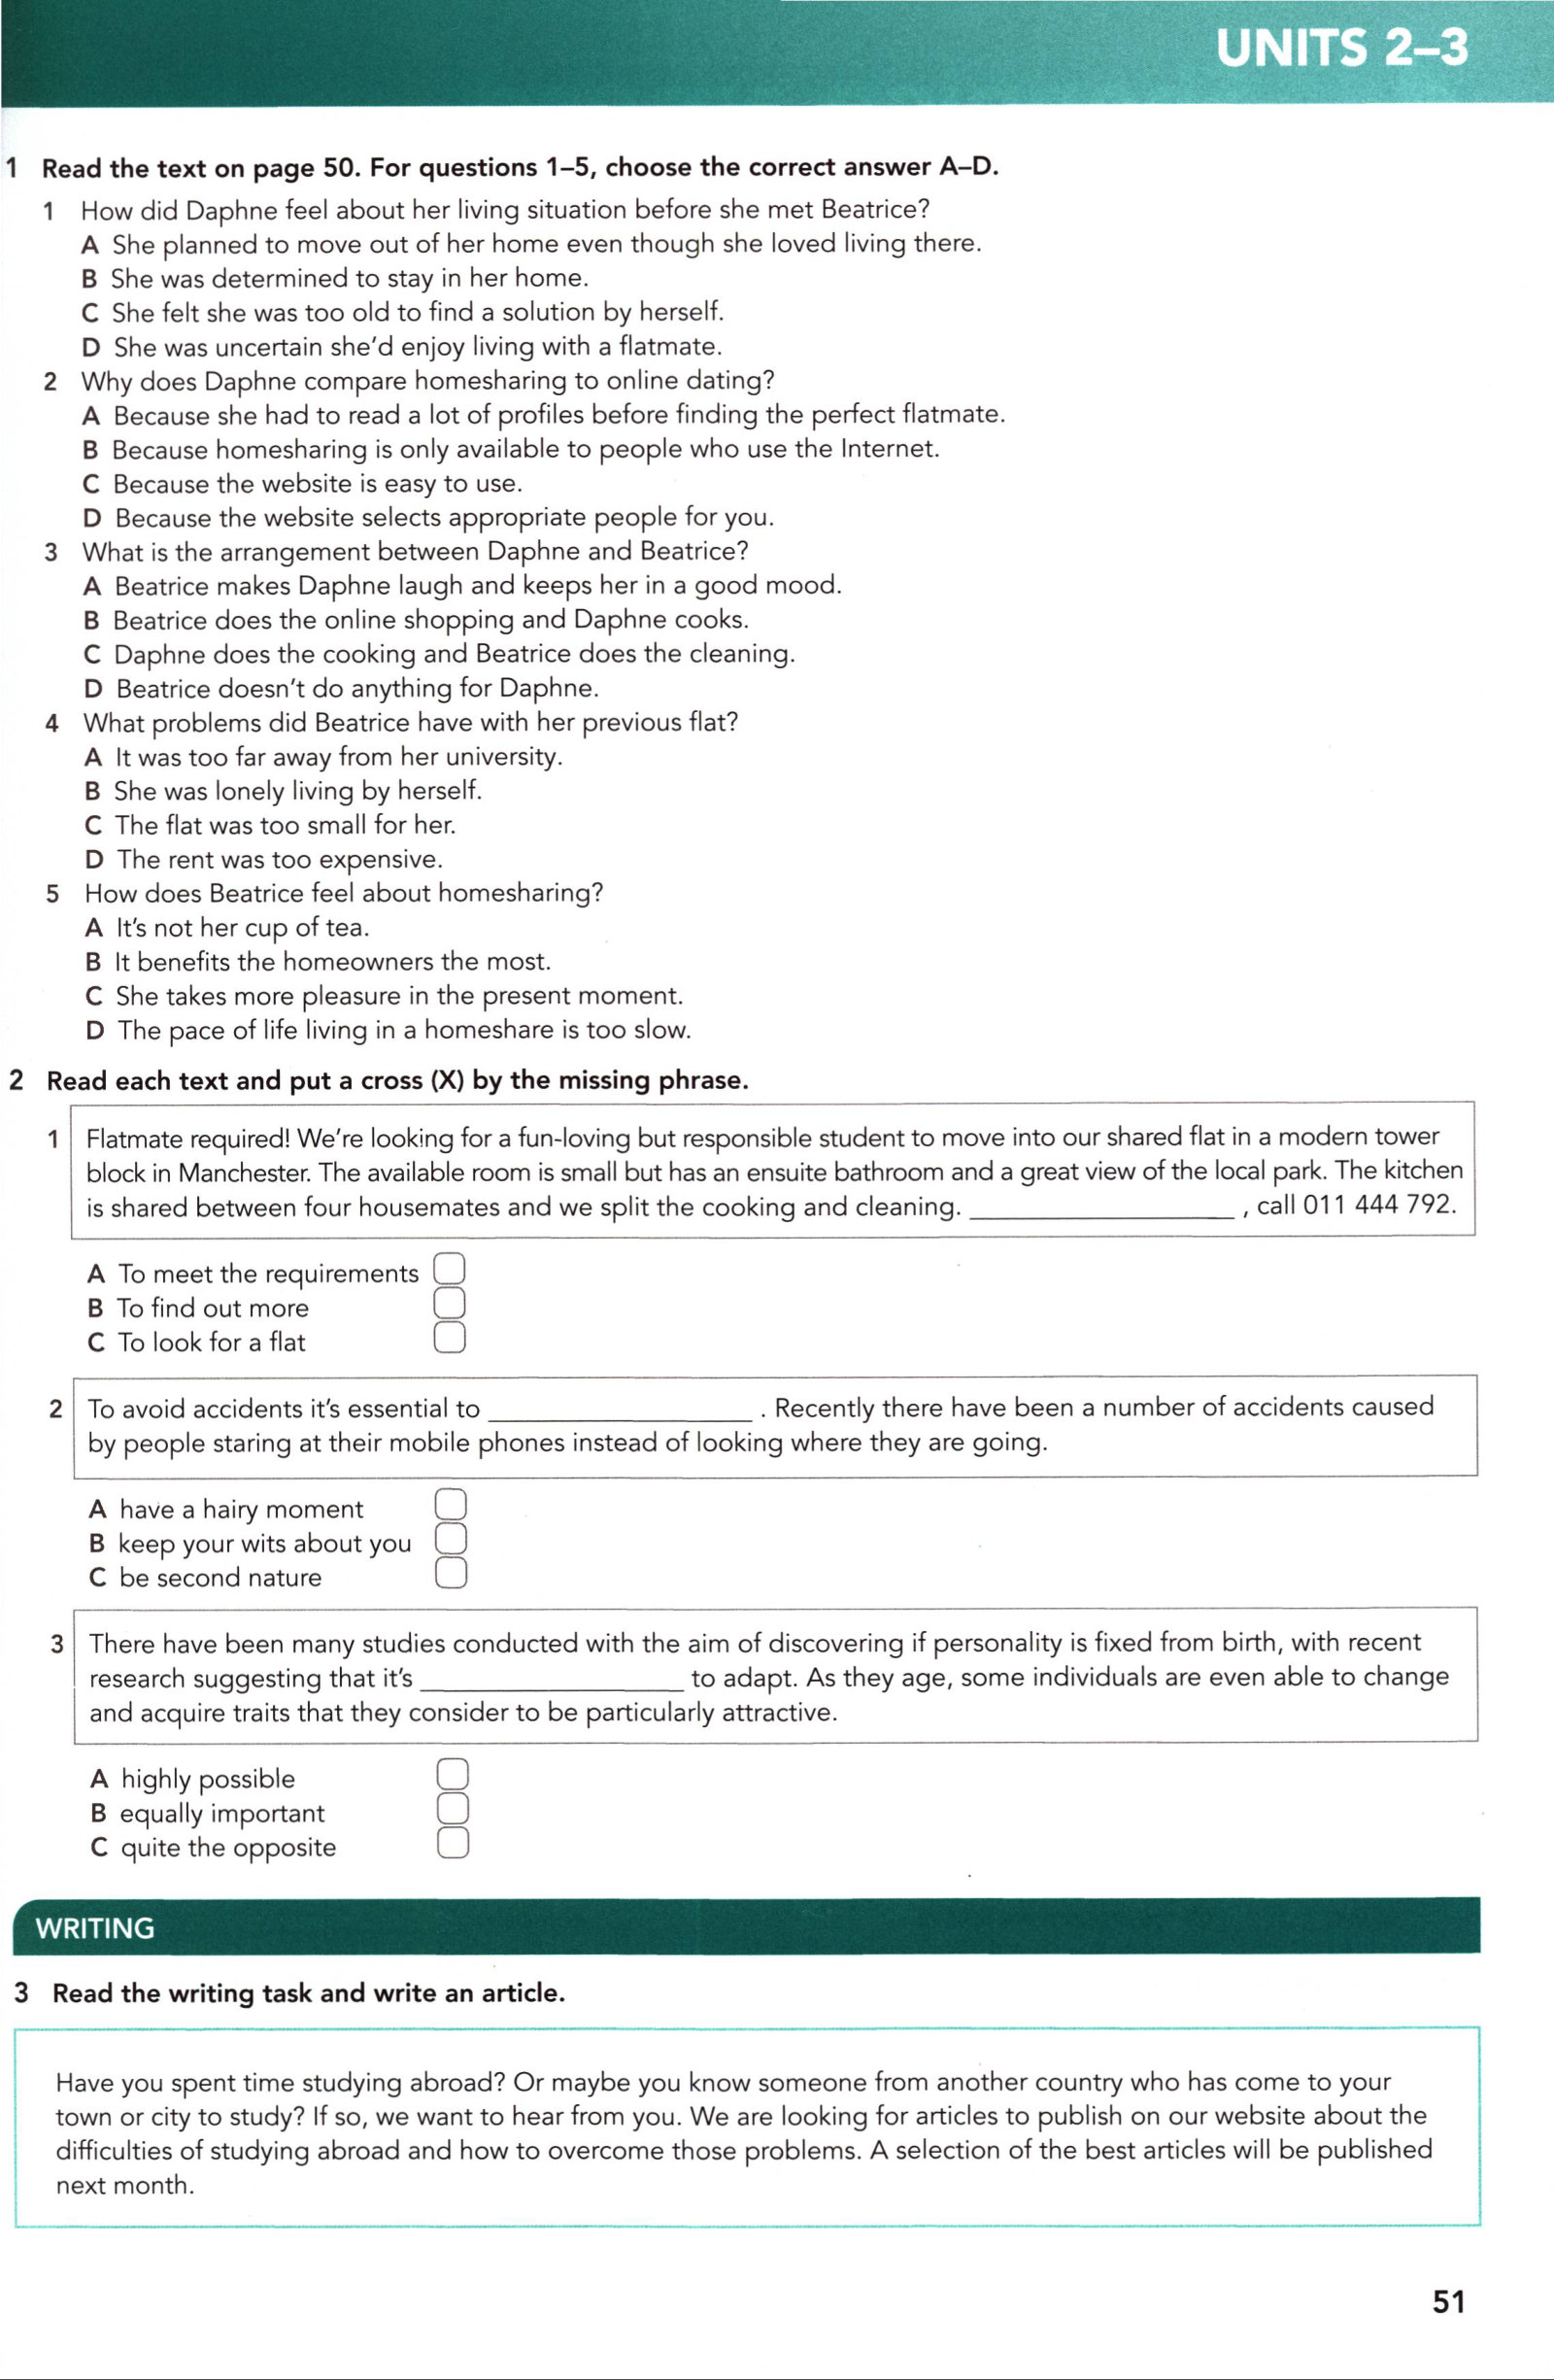 UNITS 2–3
1 Read the text on page 50. For questions 1–5, choose the correct answer A–D.
1 How did Daphne feel about her living situation before she met Beatrice?
A She planned to move out of her home even though she loved living there.
B She was determined to stay in her home.
C She felt she was too old to find a solution by herself.
D She was uncertain she'd enjoy living with a flatmate.
2 Why does Daphne compare homesharing to online dating?
A Because she had to read a lot of profiles before finding the perfect flatmate.
B Because homesharing is only available to people who use the Internet.
C Because the website is easy to use.
D Because the website selects appropriate people for you.
3 What is the arrangement between Daphne and Beatrice?
A Beatrice makes Daphne laugh and keeps her in a good mood.
B Beatrice does the online shopping and Daphne cooks.
C Daphne does the cooking and Beatrice does the cleaning.
D Beatrice doesn't do anything for Daphne.
4 What problems did Beatrice have with her previous flat?
A It was too far away from her university.
B She was lonely living by herself.
C The flat was too small for her.
D The rent was too expensive.
5 How does Beatrice feel about homesharing?
A It's not her cup of tea.
B It benefits the homeowners the most.
C She takes more pleasure in the present moment.
D The pace of life living in a homeshare is too slow.
2 Read each text and put a cross (X) by the missing phrase.
1 Flatmate required! We're looking for a fun-loving but responsible student to move into our shared flat in a modern tower
block in Manchester. The available room is small but has an ensuite bathroom and a great view of the local park. The kitchen
is shared between four housemates and we split the cooking and cleaning. ____________________ , call 011 444 792.
A To meet the requirements
B To find out more
C To look for a flat
2 To avoid accidents it's essential to ____________________ . Recently there have been a number of accidents caused
by people staring at their mobile phones instead of looking where they are going.
A have a hairy moment
B keep your wits about you
C be second nature
3 There have been many studies conducted with the aim of discovering if personality is fixed from birth, with recent
research suggesting that it's ____________________ to adapt. As they age, some individuals are even able to change
and acquire traits that they consider to be particularly attractive.
A highly possible
B equally important
C quite the opposite
WRITING
3 Read the writing task and write an article.
Have you spent time studying abroad? Or maybe you know someone from another country who has come to your
town or city to study? If so, we want to hear from you. We are looking for articles to publish on our website about the
difficulties of studying abroad and how to overcome those problems. A selection of the best articles will be published
next month.
51